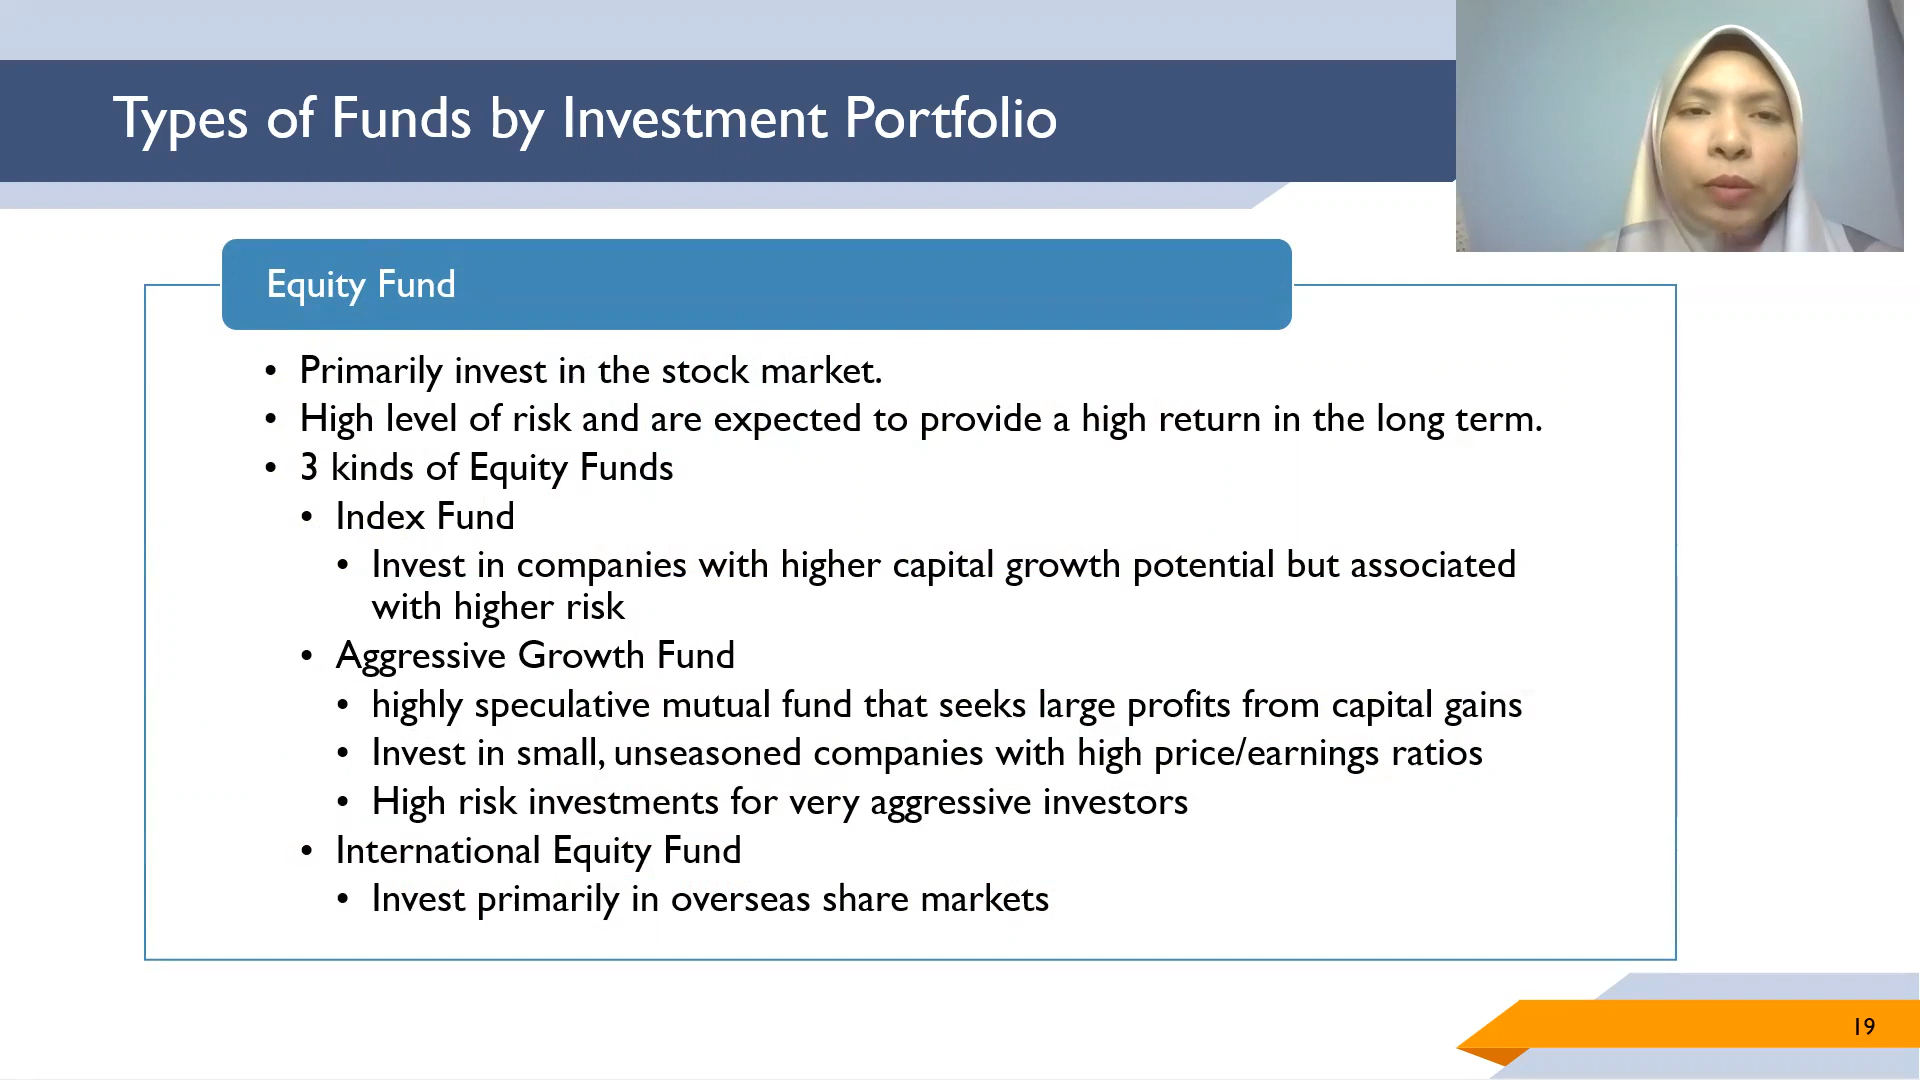 Types of Funds by Investment Portfolio
Equity Fund
• Primarily invest in the stock market.
• High level of risk and are expected to provide a high return in the long term.
• 3 kinds of Equity Funds
• Index Fund
• Invest in companies with higher capital growth potential but associated
with higher risk
• Aggressive Growth Fund
• highly speculative mutual fund that seeks large profits from capital gains
• Invest in small, unseasoned companies with high price/earnings ratios
• High risk investments for very aggressive investors
• International Equity Fund
• Invest primarily in overseas share markets
19